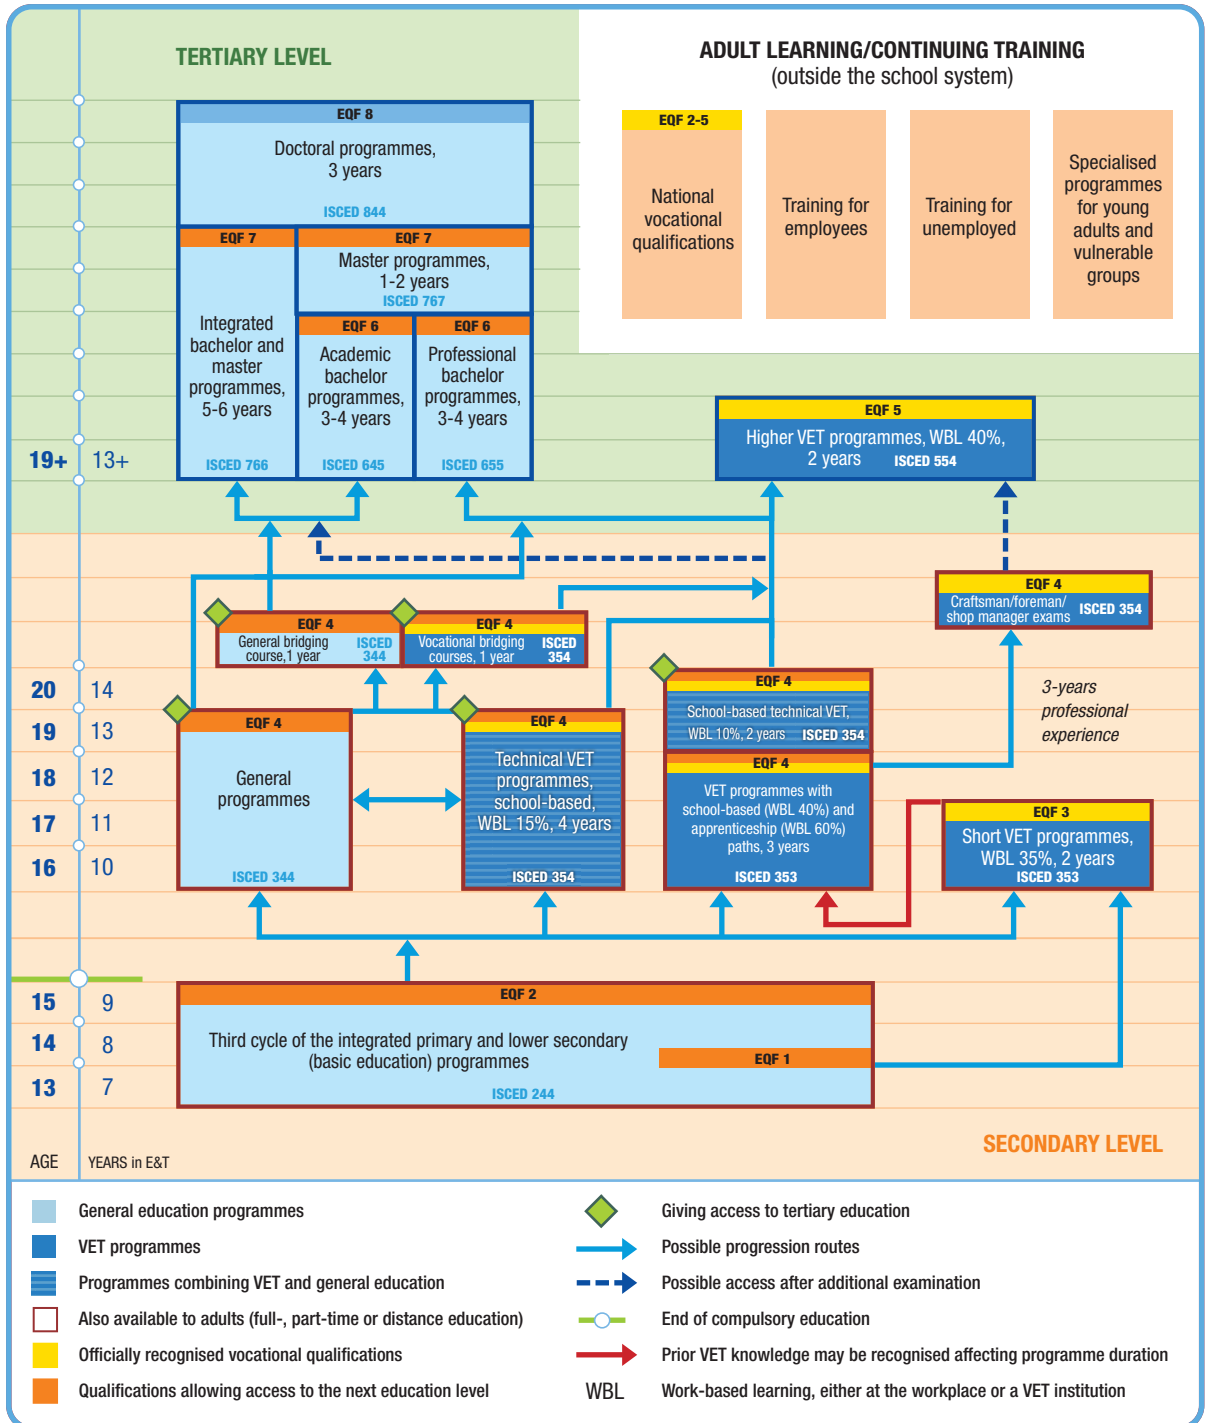 TERTIARY LEVEL
ADULT LEARNING/CONTINUING TRAINING
(outside the school system)
EQF 2-5
National
vocational
qualifications
Training for
employees
Training for
unemployed
Specialised
programmes
for young
adults and
vulnerable
groups
EQF 8
Doctoral programmes,
3 years
ISCED 844
EQF 7
Integrated
bachelor and
master
programmes,
5-6 years
ISCED 766
EQF 7
Master programmes,
1-2 years
ISCED 767
EQF 6
Academic
bachelor
programmes,
3-4 years
ISCED 645
EQF 6
Professional
bachelor
programmes,
3-4 years
ISCED 655
EQF 5
Higher VET programmes, WBL 40%,
2 years ISCED 554
19+ 13+
EQF 4
Craftsman/foreman/
shop manager exams
ISCED 354
EQF 4
General bridging
course,1 year
ISCED
344
EQF 4
Vocational bridging
courses, 1 year
ISCED
354
20 14
19 13
18 12
17 11
16 10
EQF 4
General
programmes
ISCED 344
EQF 4
Technical VET
programmes,
school-based,
WBL 15%, 4 years
ISCED 354
EQF 4
School-based technical VET,
WBL 10%, 2 years ISCED 354
EQF 4
VET programmes with
school-based (WBL 40%) and
apprenticeship (WBL 60%)
paths, 3 years
ISCED 353
3-years
professional
experience
EQF 3
Short VET programmes,
WBL 35%, 2 years
ISCED 353
15 9
14 8
13 7
EQF 2
Third cycle of the integrated primary and lower secondary
(basic education) programmes
EQF 1
ISCED 244
SECONDARY LEVEL
AGE YEARS in E&T
General education programmes
VET programmes
Programmes combining VET and general education
Also available to adults (full-, part-time or distance education)
Officially recognised vocational qualifications
Qualifications allowing access to the next education level
Giving access to tertiary education
Possible progression routes
Possible access after additional examination
End of compulsory education
Prior VET knowledge may be recognised affecting programme duration
WBL Work-based learning, either at the workplace or a VET institution